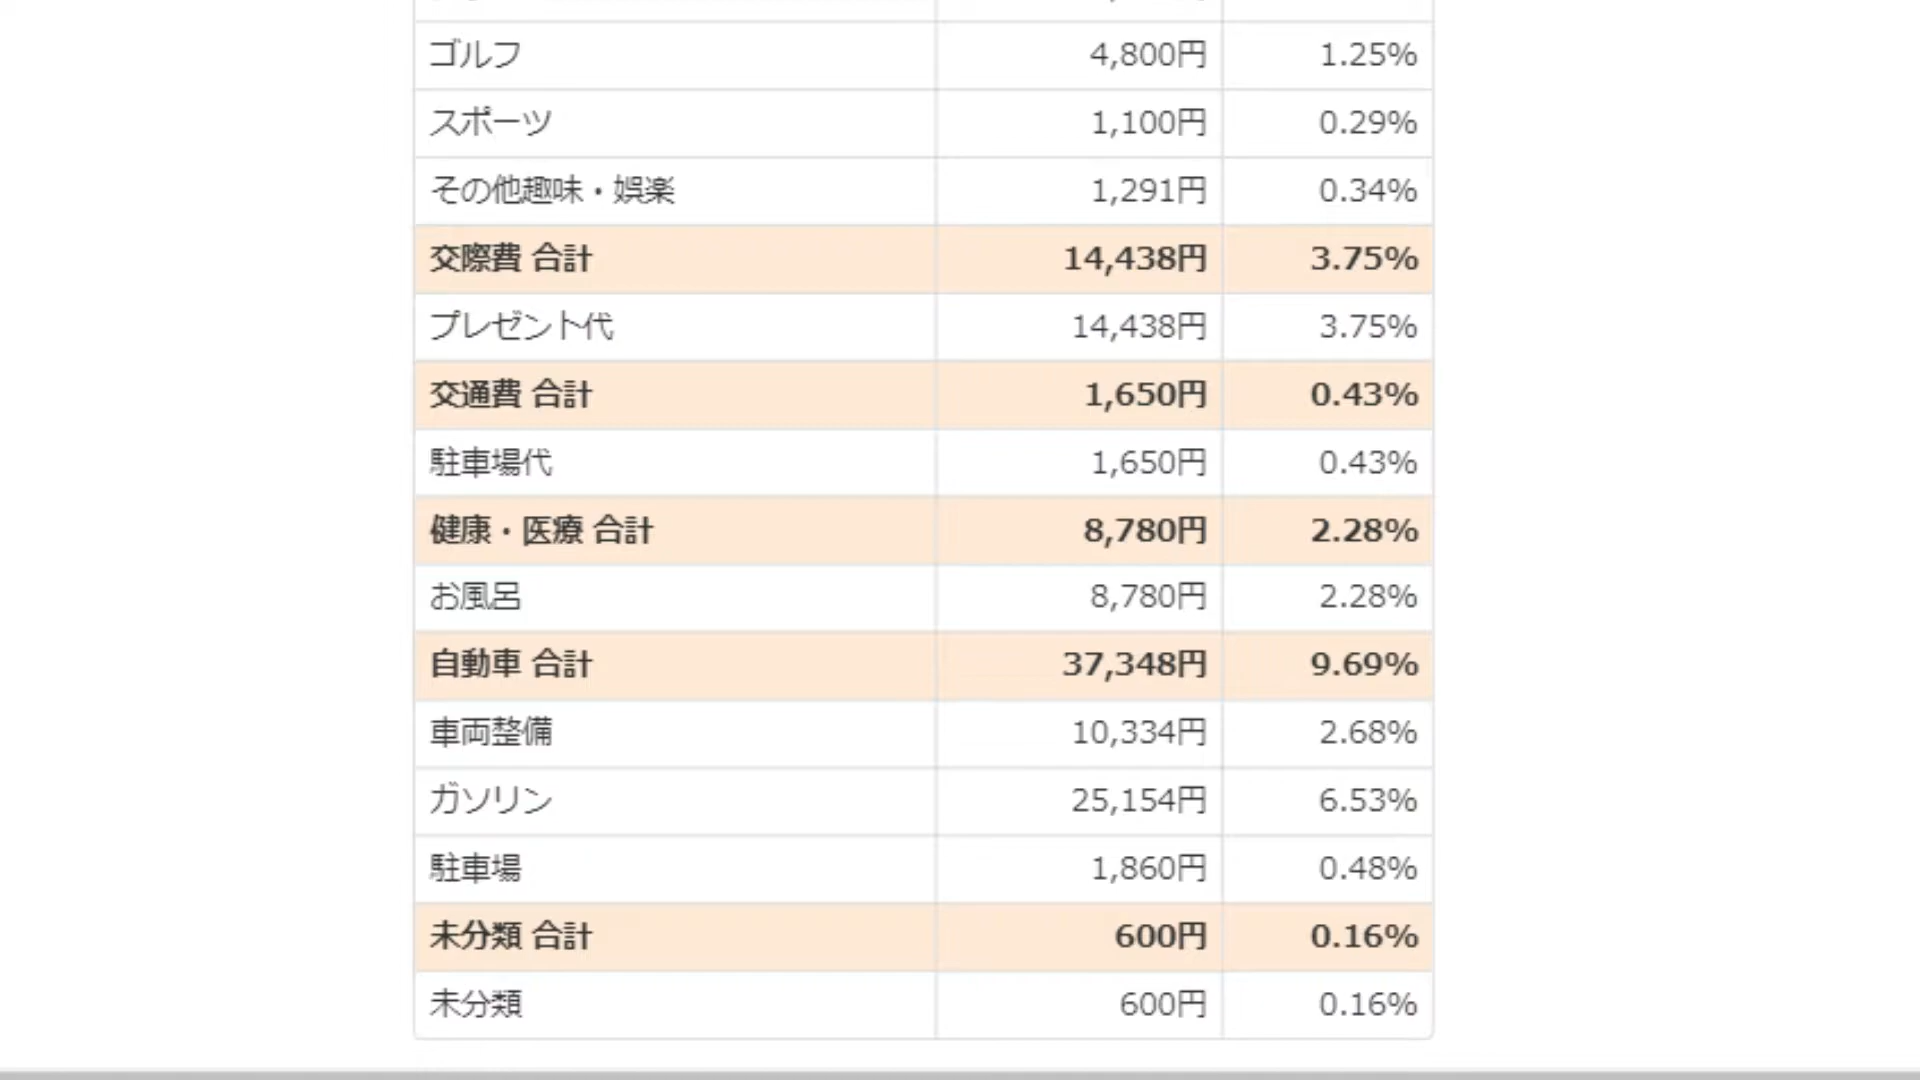 ゴルフ 4,800円 1.25%
スポーツ 1,100円 0.29%
その他趣味・娯楽 1,291円 0.34%
交際費 合計 14,438円 3.75%
プレゼント代 14,438円 3.75%
交通費 合計 1,650円 0.43%
駐車場代 1,650円 0.43%
健康・医療 合計 8,780円 2.28%
お風呂 8,780円 2.28%
自動車 合計 37,348円 9.69%
車両整備 10,334円 2.68%
ガソリン 25,154円 6.53%
駐車場 1,860円 0.48%
未分類 合計 600円 0.16%
未分類 600円 0.16%